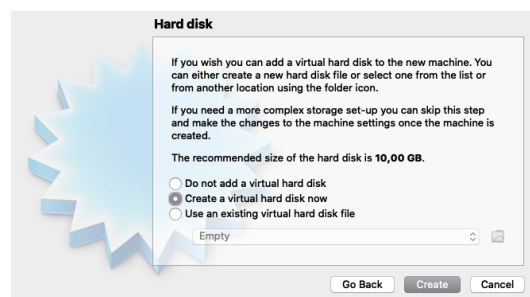 Hard disk
If you wish you can add a virtual hard disk to the new machine. You
can either create a new hard disk file or select one from the list or
from another location using the folder icon.
If you need a more complex storage set-up you can skip this step
and make the changes to the machine settings once the machine is
created.
The recommended size of the hard disk is 10,00 GB.
Do not add a virtual hard disk
Create a virtual hard disk now
Use an existing virtual hard disk file
Empty
Go Back Create Cancel